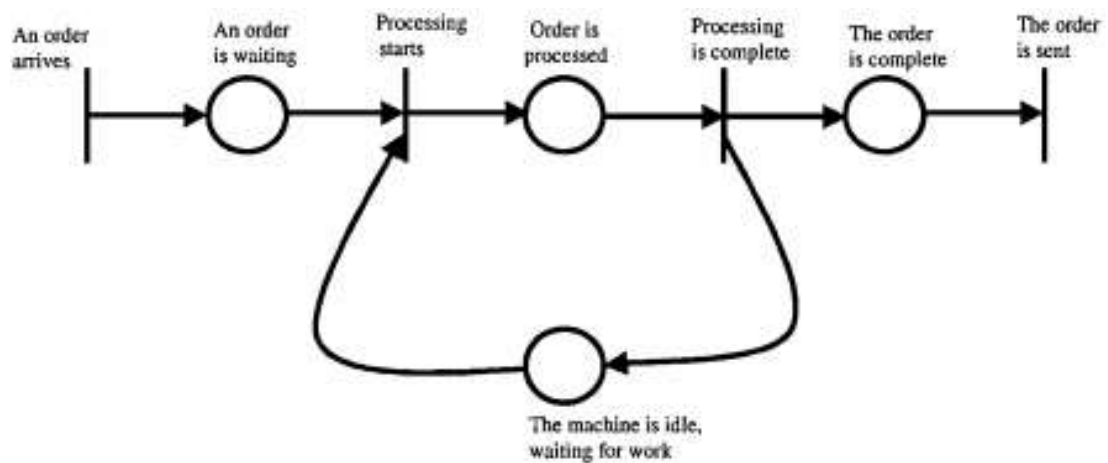 An order
arrives
An order
is waiting
Processing
starts
Order is
processed
Processing
is complete
The order
is complete
The order
is sent
The machine is idle,
waiting for work